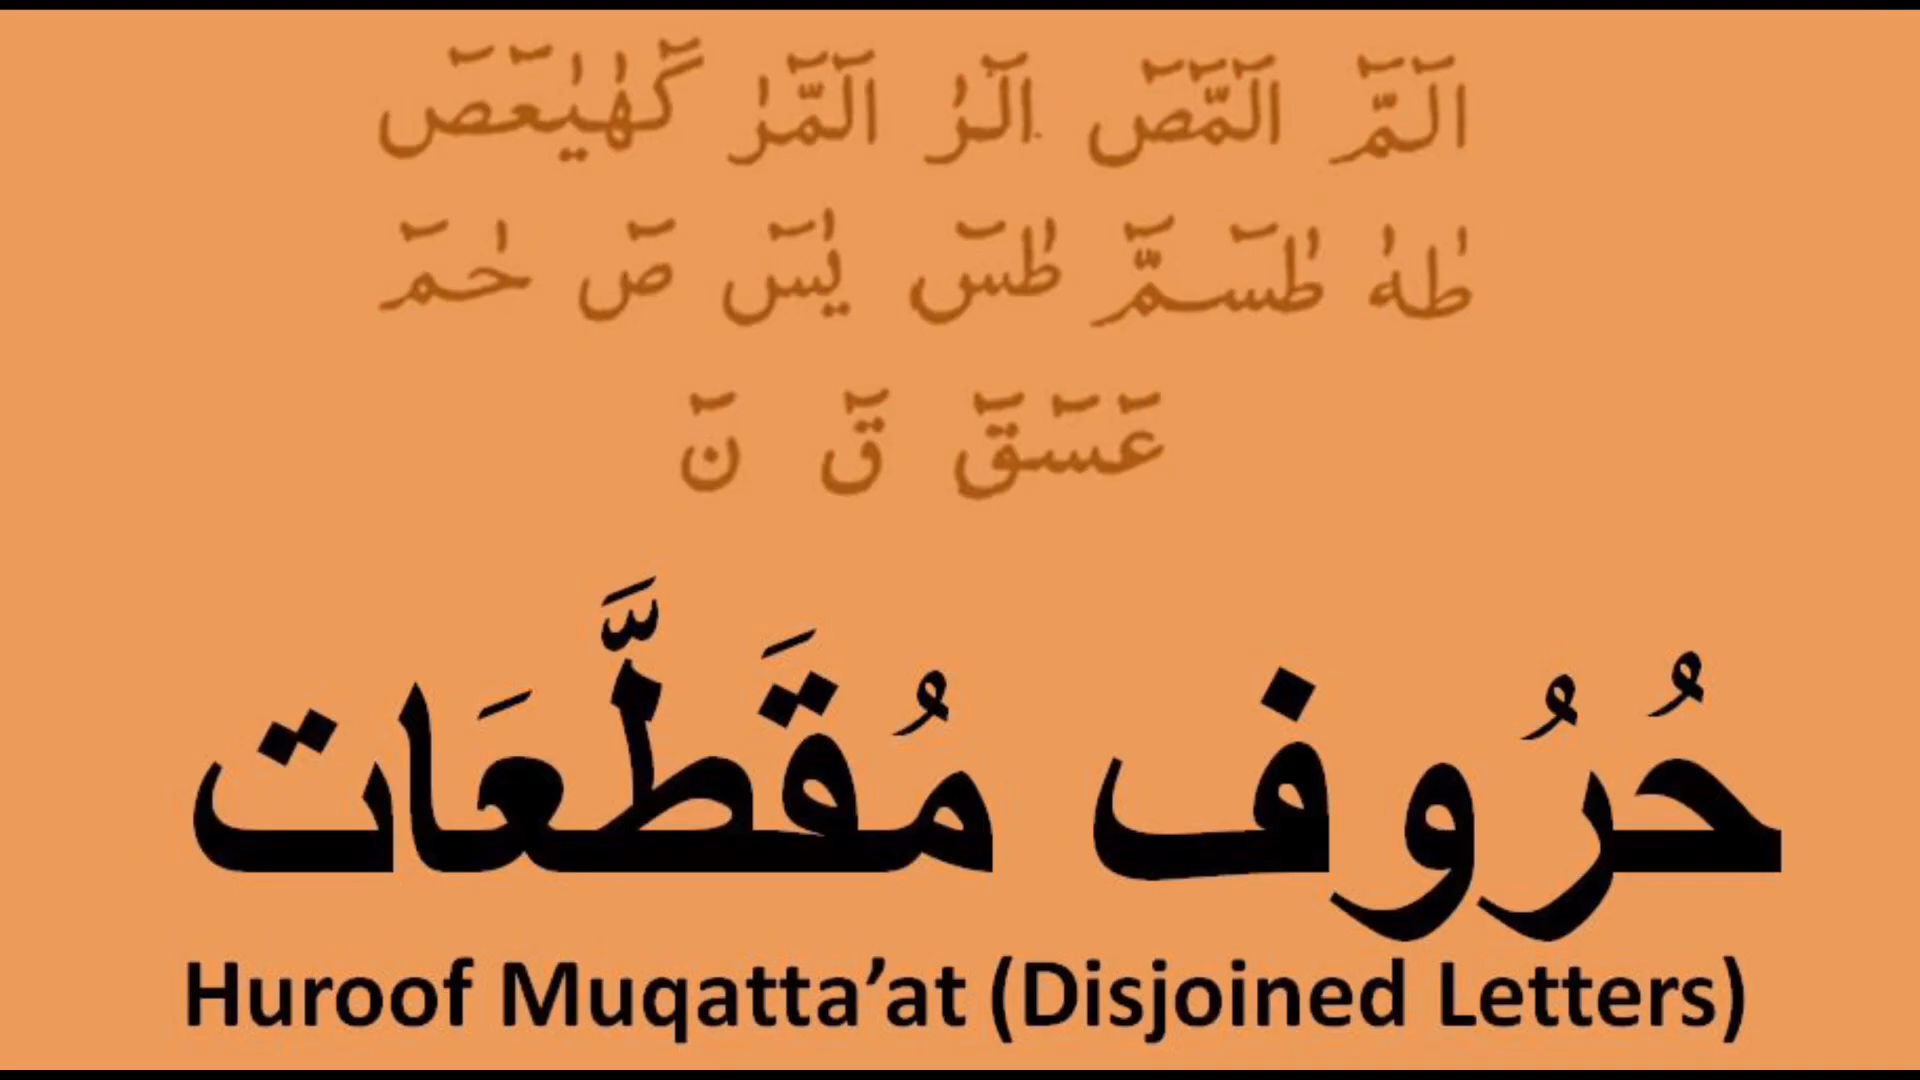 الٓمّٓ الٓمّٓصٓ الٓرٰ الٓمّٓرٰ كٓهٰيٰعٓصٓ
طٰهٰ طٰسٓمّٓ طٰسٓ يٰسٓ صٓ حٰمٓ
عٓسٓقٓ قٓ نٓ
حُرُوف مُقَطَّعَات
Huroof Muqatta’at (Disjoined Letters)